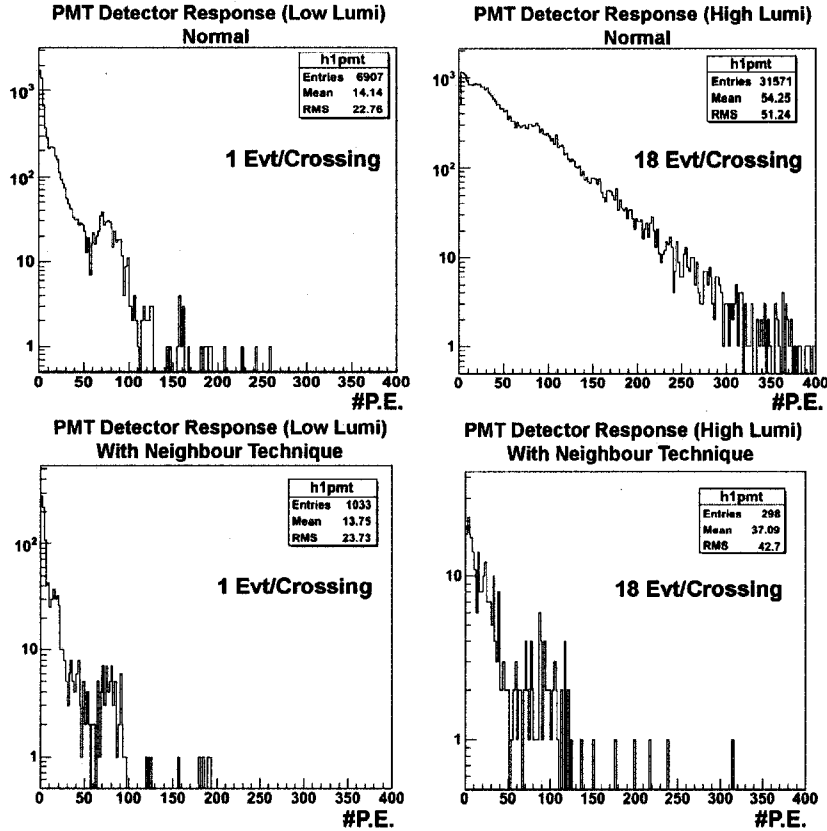 PMT Detector Response (Low Lumi)
Normal
10³
10²
10
1
h1pmt
Entries 6907
Mean 14.14
RMS 22.76
1 Evt/Crossing
0 50 100 150 200 250 300 350 400
#P.E.
PMT Detector Response (High Lumi)
Normal
10³
10²
10
1
h1pmt
Entries 31571
Mean 54.25
RMS 51.24
18 Evt/Crossing
0 50 100 150 200 250 300 350 400
#P.E.
PMT Detector Response (Low Lumi)
With Neighbour Technique
10²
10
1
h1pmt
Entries 1033
Mean 13.75
RMS 23.73
1 Evt/Crossing
0 50 100 150 200 250 300 350 400
#P.E.
PMT Detector Response (High Lumi)
With Neighbour Technique
10
1
h1pmt
Entries 298
Mean 37.09
RMS 42.7
18 Evt/Crossing
0 50 100 150 200 250 300 350 400
#P.E.